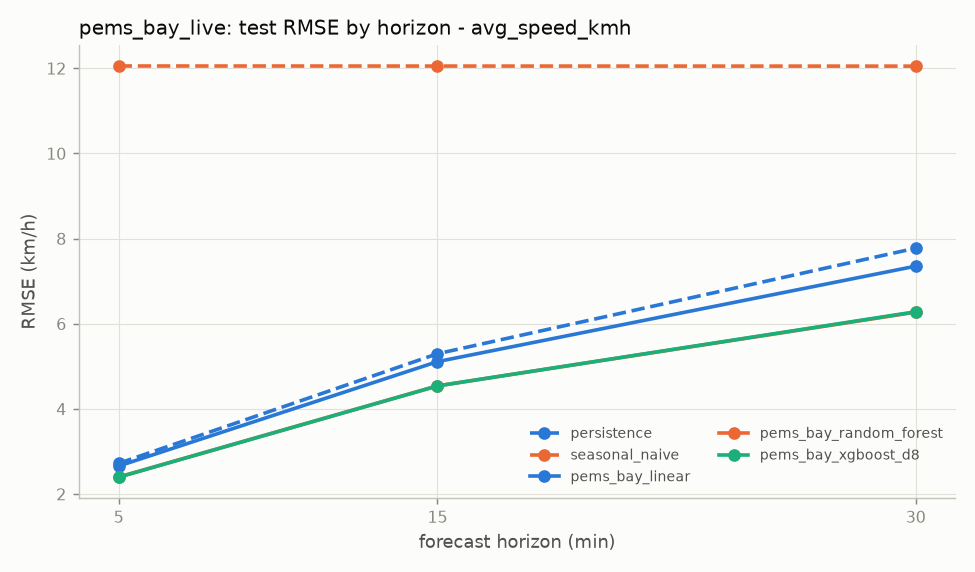 pems_bay_live: test RMSE by horizon - avg_speed_kmh
RMSE (km/h)
12
10
8
6
4
2
5
15
30
forecast horizon (min)
persistence
seasonal_naive
pems_bay_linear
pems_bay_random_forest
pems_bay_xgboost_d8